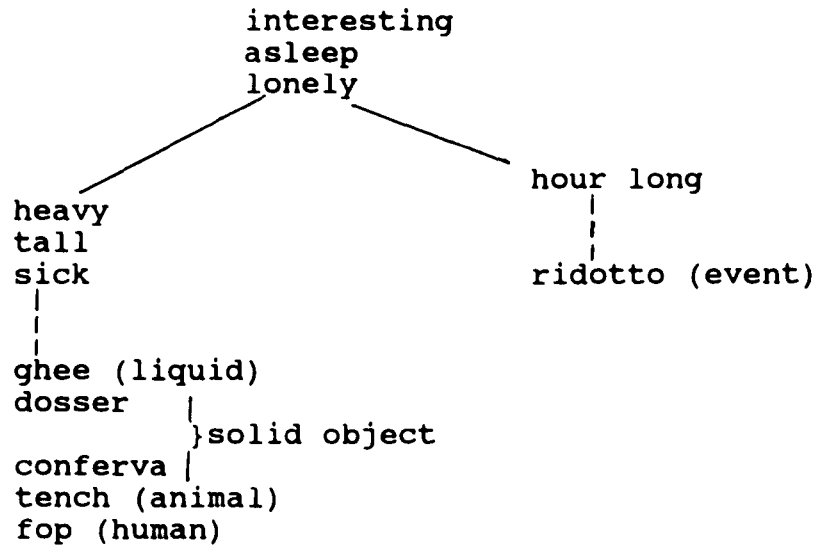 interesting
asleep
lonely
hour long
heavy
tall
sick
ridotto (event)
ghee (liquid)
dosser
}solid object
conferva
tench (animal)
fop (human)